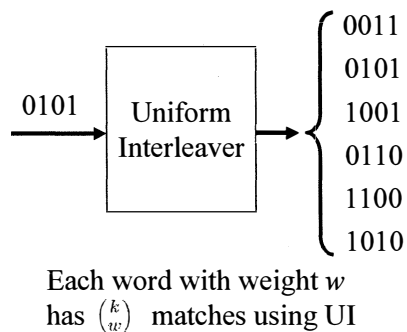 0101
Uniform
Interleaver
0011
0101
1001
0110
1100
1010
Each word with weight w
has (k w) matches using UI